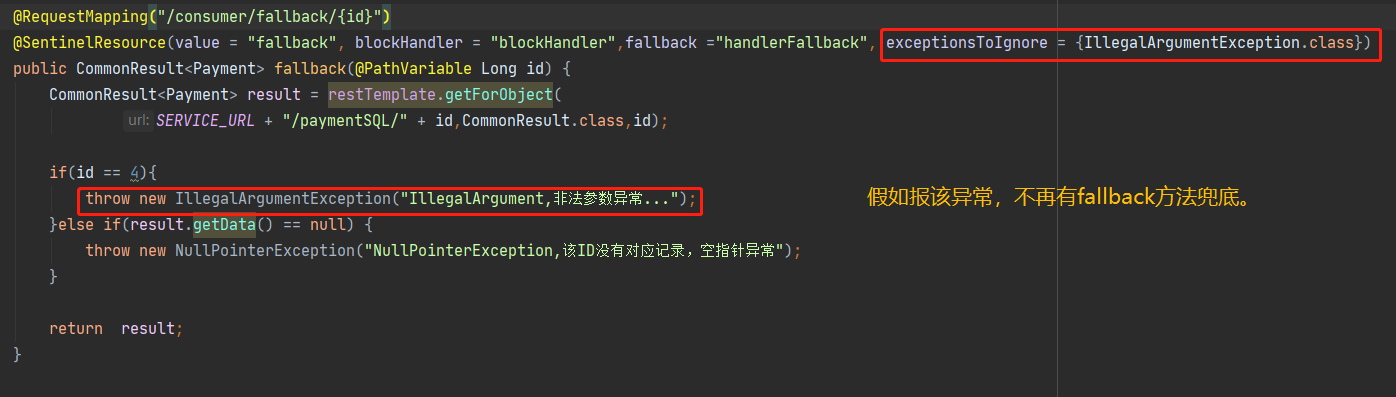 @RequestMapping("/consumer/fallback/{id}")
@SentinelResource(value = "fallback", blockHandler = "blockHandler",fallback ="handlerFallback", exceptionsToIgnore = {IllegalArgumentException.class})
public CommonResult<Payment> fallback(@PathVariable Long id) {
CommonResult<Payment> result = restTemplate.getForObject(
url: SERVICE_URL + "/paymentSQL/" + id,CommonResult.class,id);
if(id == 4){
throw new IllegalArgumentException("IllegalArgument,非法参数异常...");
假如报该异常，不再有fallback方法兜底。
}else if(result.getData() == null) {
throw new NullPointerException("NullPointerException,该ID没有对应记录，空指针异常");
}
return  result;
}